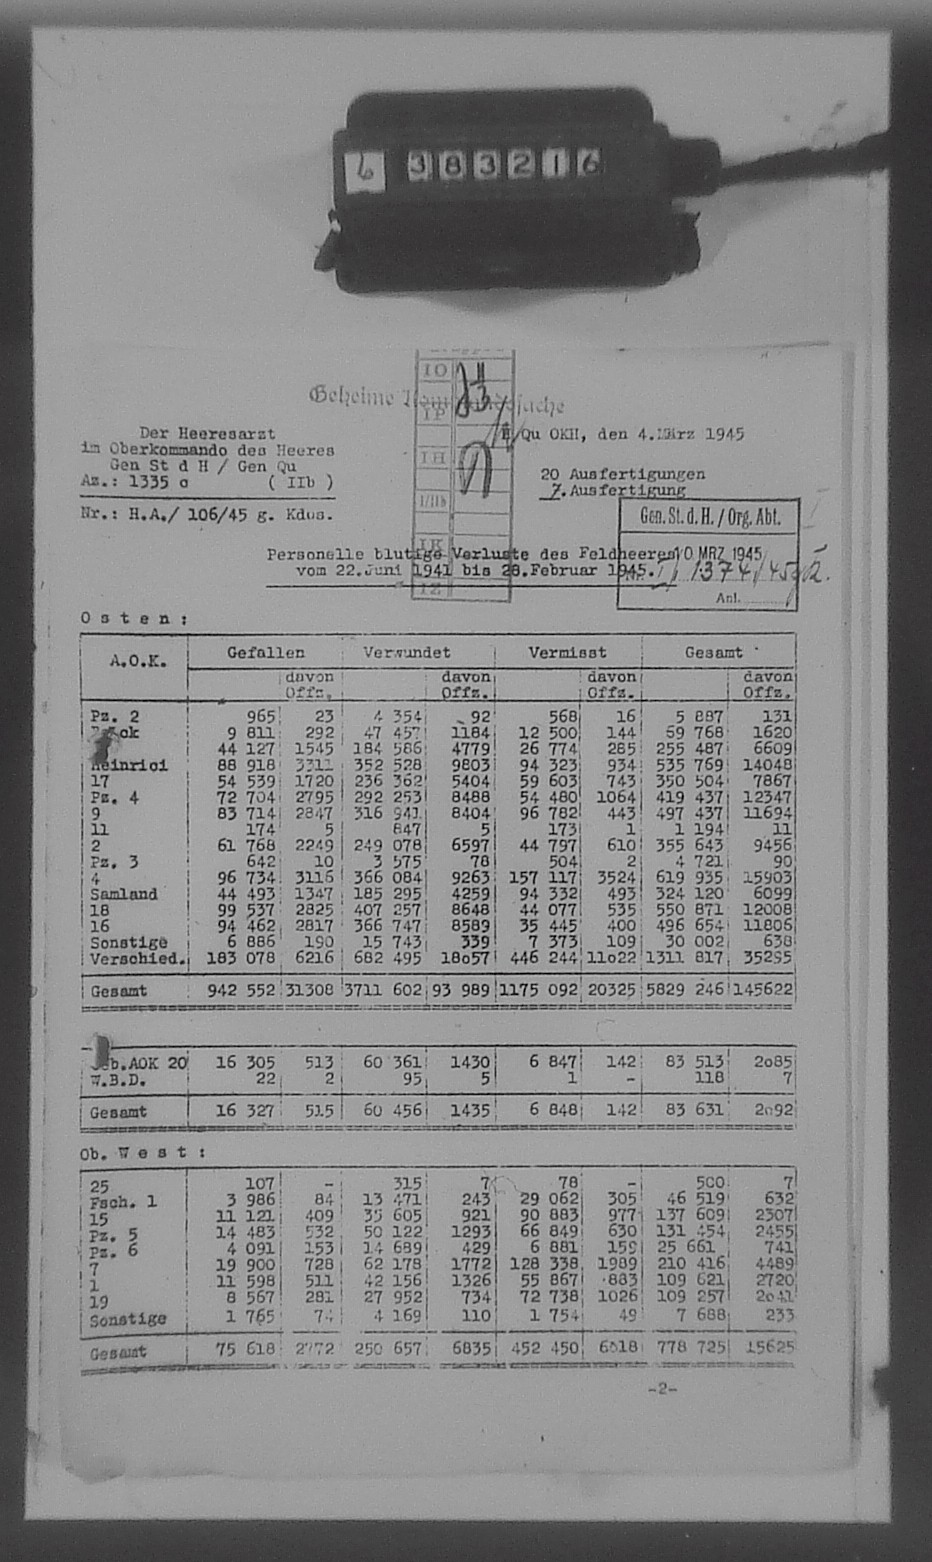 6 383216
IO
Geheime
IP
Der Heeresarzt
im Oberkommando des Heeres
Gen St d H / Gen Qu
Az.: 1335 c ( IIb )
Nr.: H.A./ 106/45 g. Kdos.
H Qu OKH, den 4.März 1945
IH
20 Ausfertigungen
7. Ausfertigung
I/IIb
Gen. St. d. H. / Org. Abt.
IK
10. MRZ 1945
Personelle blutige Verluste des Feldheeres
vom 22.Juni 1941 bis 28.Februar 1945.
Nr. I/ 1374/45
Anl.
IZ
O s t e n :
A.O.K. Gefallen Verwundet Vermisst Gesamt
davon davon davon davon
Offz. Offz. Offz. Offz.
Pz. 2 965 23 4 354 92 568 16 5 887 131
9 811 292 47 457 1184 12 500 144 69 768 1620
44 127 1545 184 586 4779 26 774 285 255 487 6609
Heinrici 88 918 3311 352 528 9803 94 323 934 535 769 14048
17 54 539 1720 236 362 5404 59 603 743 350 504 7867
Pz. 4 72 704 2795 292 253 8488 54 480 1064 419 437 12347
9 83 714 2847 316 941 8404 96 782 443 497 437 11694
11 174 5 847 5 173 1 1 194 11
2 61 768 2249 249 078 6597 44 797 610 355 643 9456
Pz. 3 642 10 3 575 78 504 2 4 721 90
4 96 734 3116 366 084 9263 157 117 3524 619 935 15903
Samland 44 493 1347 185 295 4259 94 332 493 324 120 6099
18 99 537 2825 407 257 8648 44 077 535 550 871 12008
16 94 462 2817 366 747 8589 35 445 400 496 654 11806
Sonstige 6 886 190 15 743 339 7 373 109 30 002 638
Verschied. 183 078 6216 682 495 18o57 446 244 11o22 1311 817 35295
Gesamt 942 552 31308 3711 602 93 989 1175 092 20325 5829 246 145622
Geb.AOK 20 16 305 513 60 361 1430 6 847 142 83 513 2o85
W.B.D. 22 2 95 5 1 - 118 7
Gesamt 16 327 515 60 456 1435 6 848 142 83 631 2o92
Ob. W e s t :
25 107 - 315 7 78 - 500 7
Fsch. 1 3 986 84 13 471 243 29 062 305 46 519 632
15 11 121 409 35 605 921 90 883 977 137 609 2307
Pz. 5 14 483 532 50 122 1293 66 849 630 131 454 2455
Pz. 6 4 091 153 14 689 429 6 881 159 25 661 741
7 19 900 728 62 178 1772 128 338 1989 210 416 4489
1 11 598 511 42 156 1326 55 867 883 109 621 2720
19 8 567 281 27 952 734 72 738 1026 109 257 2o41
Sonstige 1 765 74 4 169 110 1 754 49 7 688 233
Gesamt 75 618 2772 250 657 6835 452 450 6o18 778 725 15625
-2-